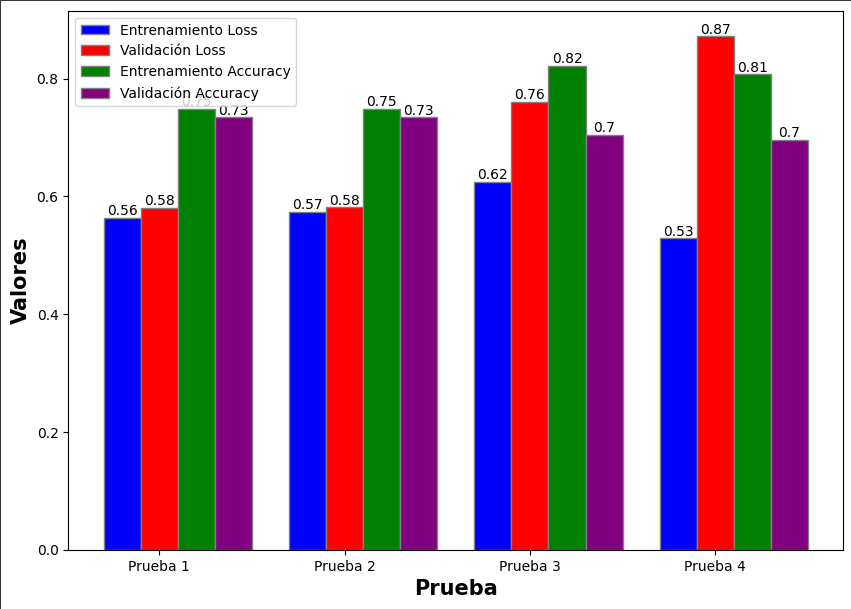 Entrenamiento Loss
Validación Loss
Entrenamiento Accuracy
Validación Accuracy
0.87
0.82
0.81
0.8
0.75
0.73
0.75
0.73
0.76
0.7
0.7
0.62
0.6
0.56
0.58
0.57
0.58
0.53
Valores
0.4
0.2
0.0
Prueba 1
Prueba 2
Prueba 3
Prueba 4
Prueba